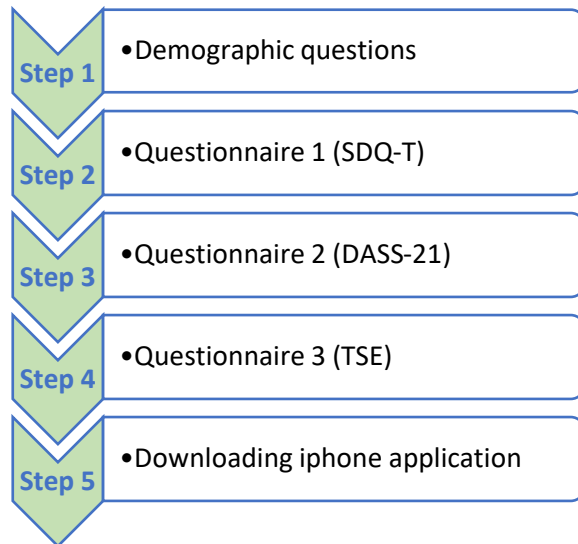 Step 1
•Demographic questions
Step 2
•Questionnaire 1 (SDQ-T)
Step 3
•Questionnaire 2 (DASS-21)
Step 4
•Questionnaire 3 (TSE)
Step 5
•Downloading iphone application